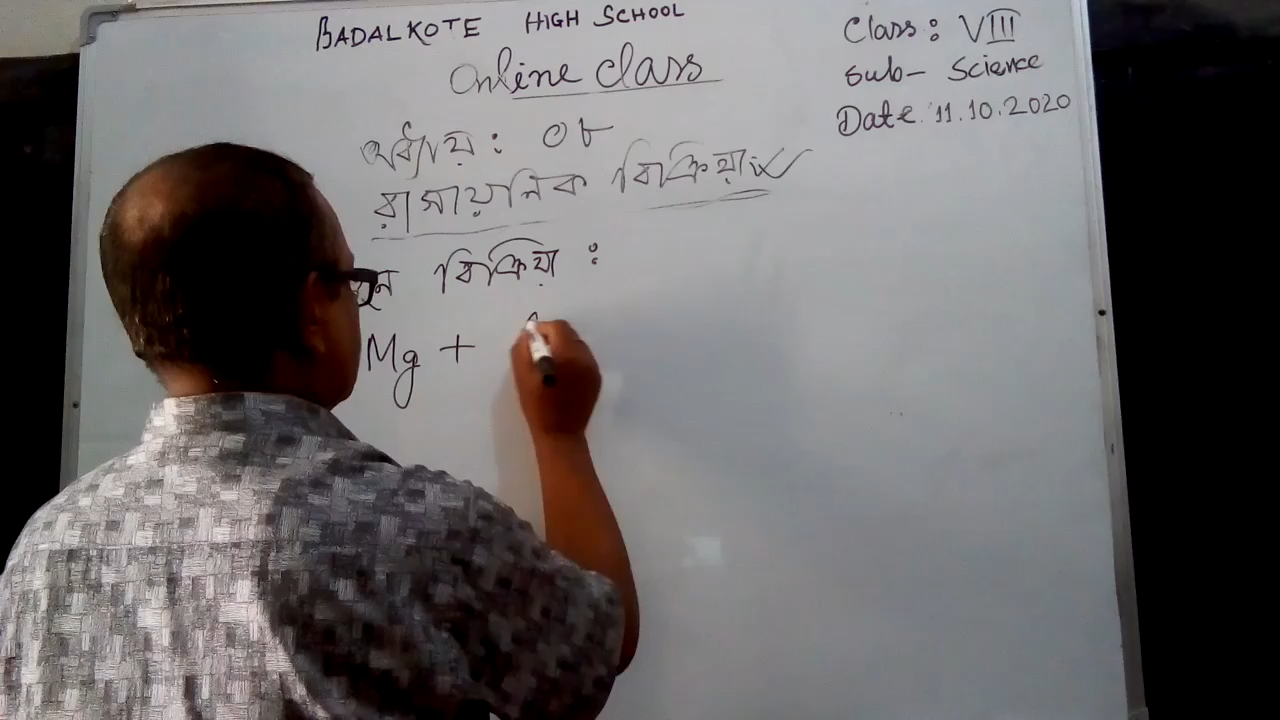 BADALKOTE HIGH SCHOOL
Online Class
Class: VIII
Sub- Science
Date: 11.10.2020
অধ্যায়: ০৮
রাসায়নিক বিক্রিয়া
বিক্রিয়া :
Mg +